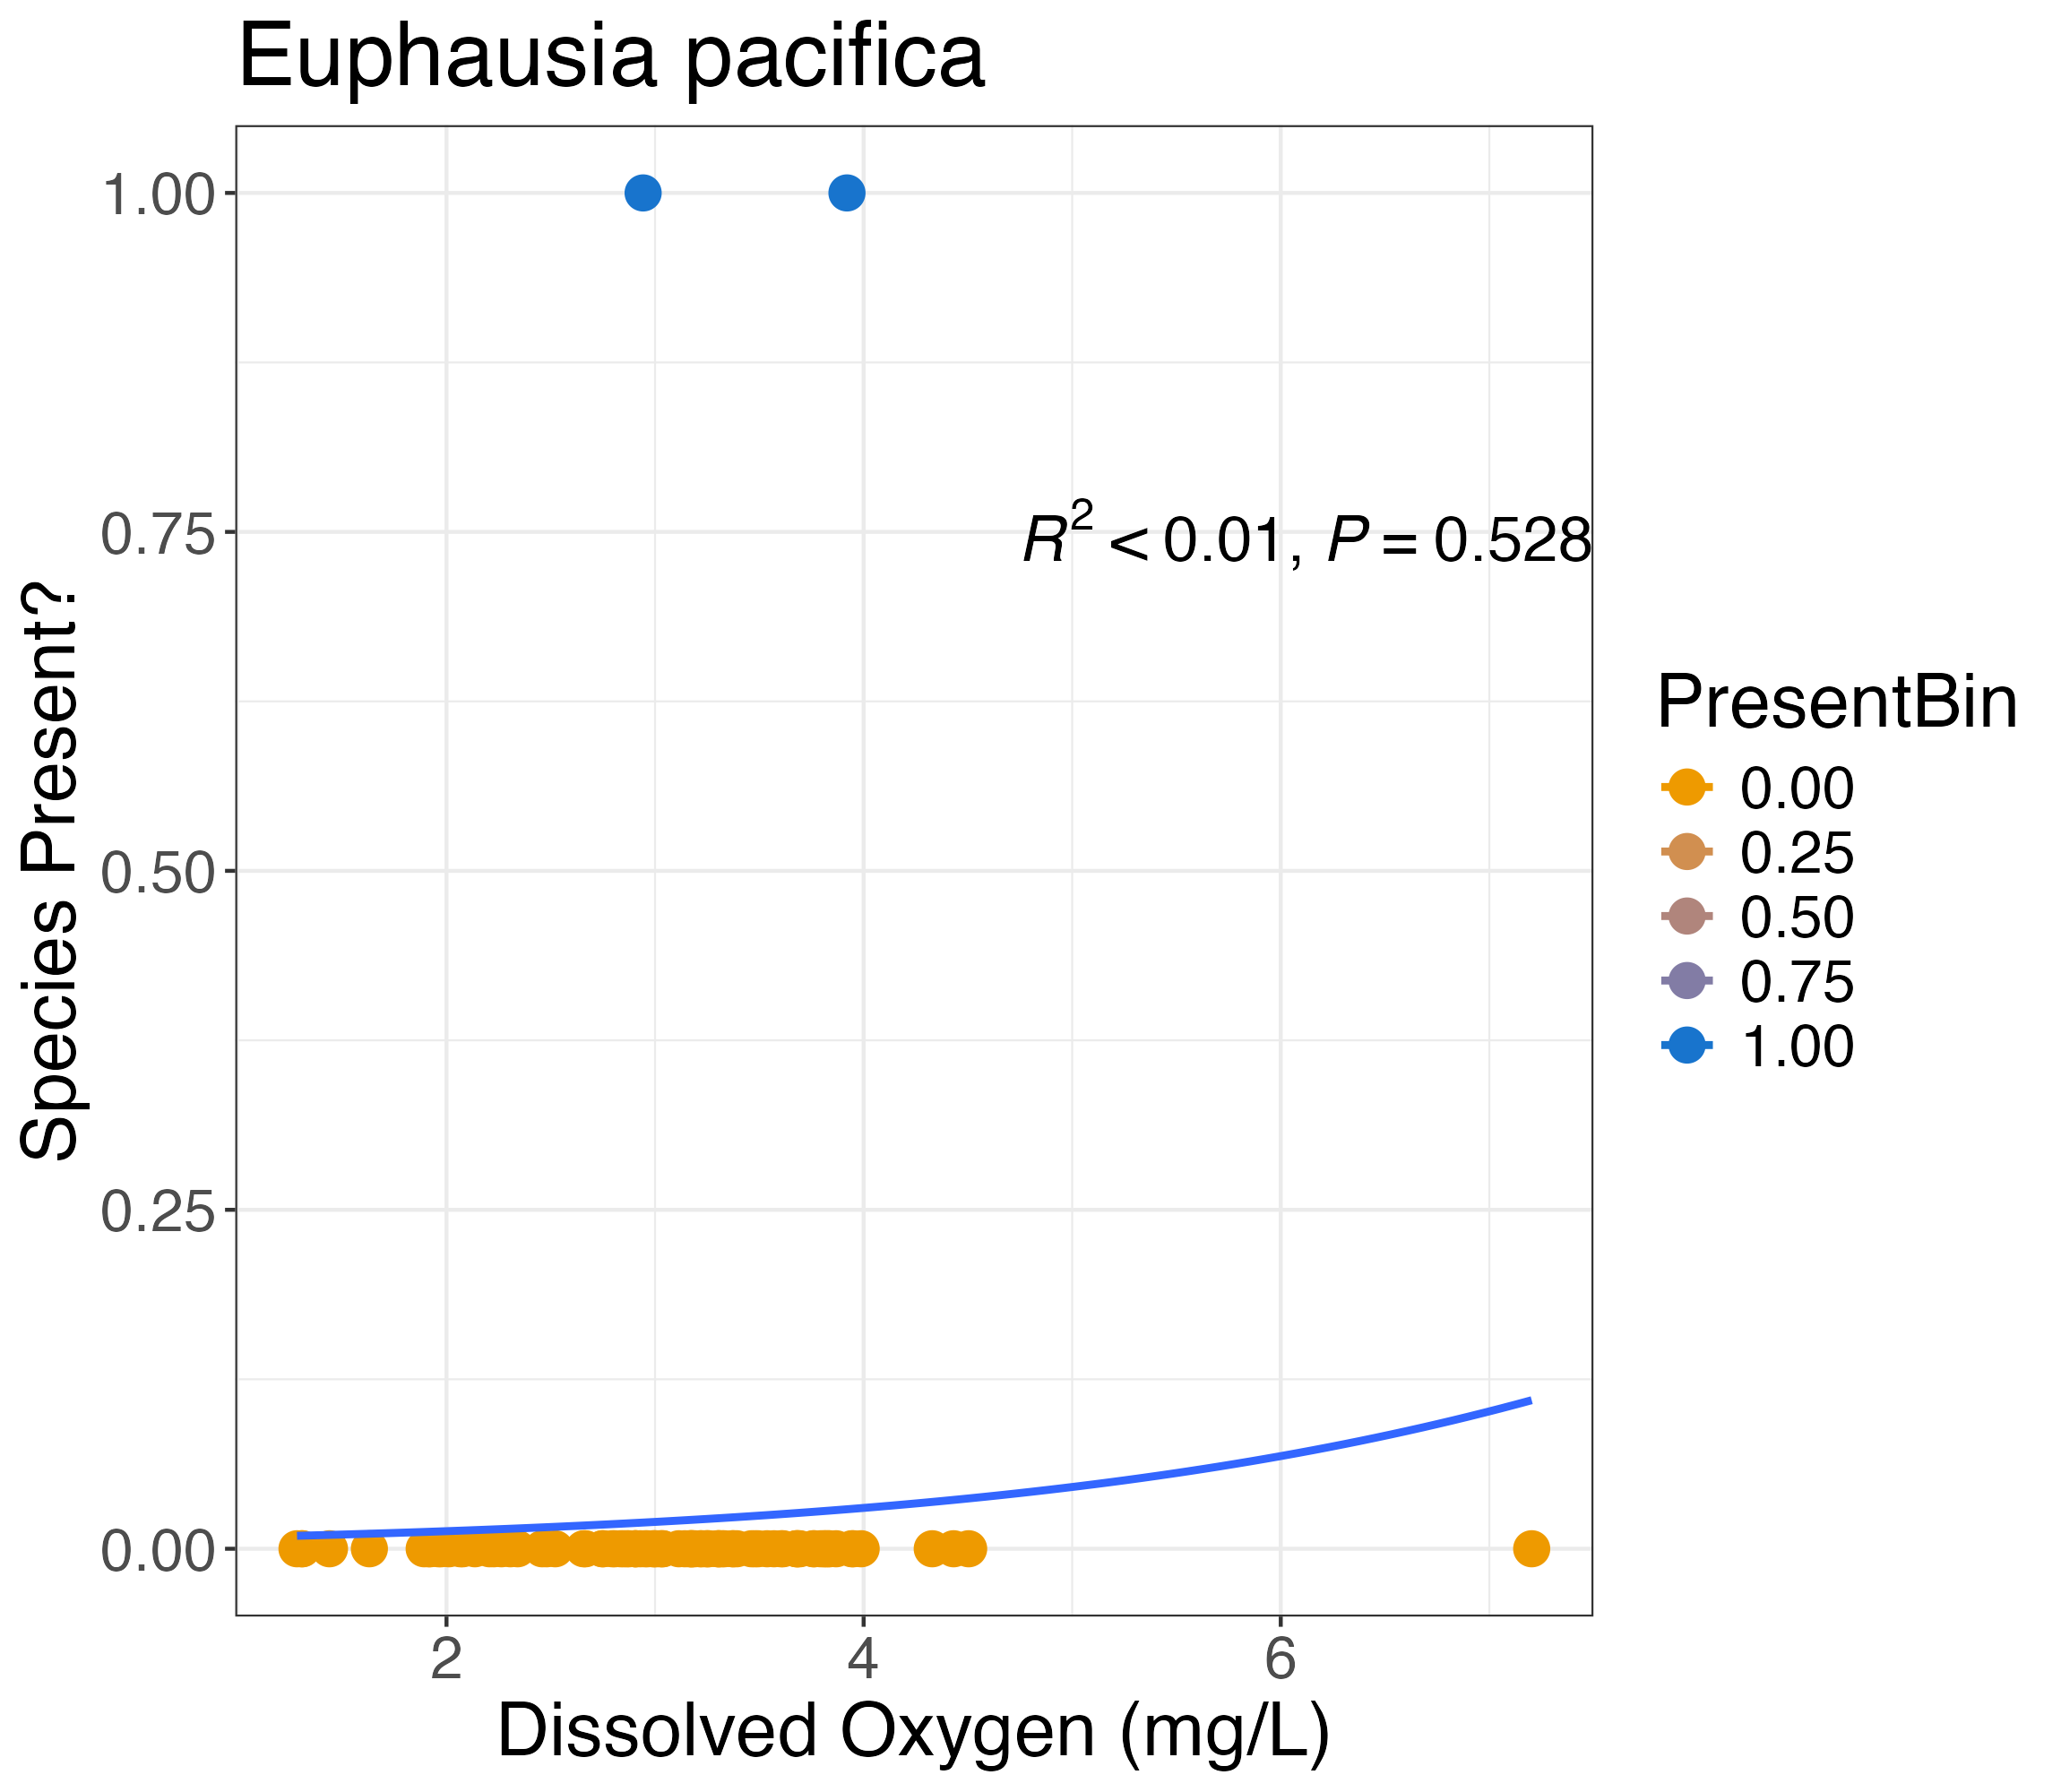 Euphausia pacifica
1.00
0.75
0.50
0.25
0.00
Species Present?
R² < 0.01, P = 0.528
2 4 6
Dissolved Oxygen (mg/L)
PresentBin
0.00
0.25
0.50
0.75
1.00